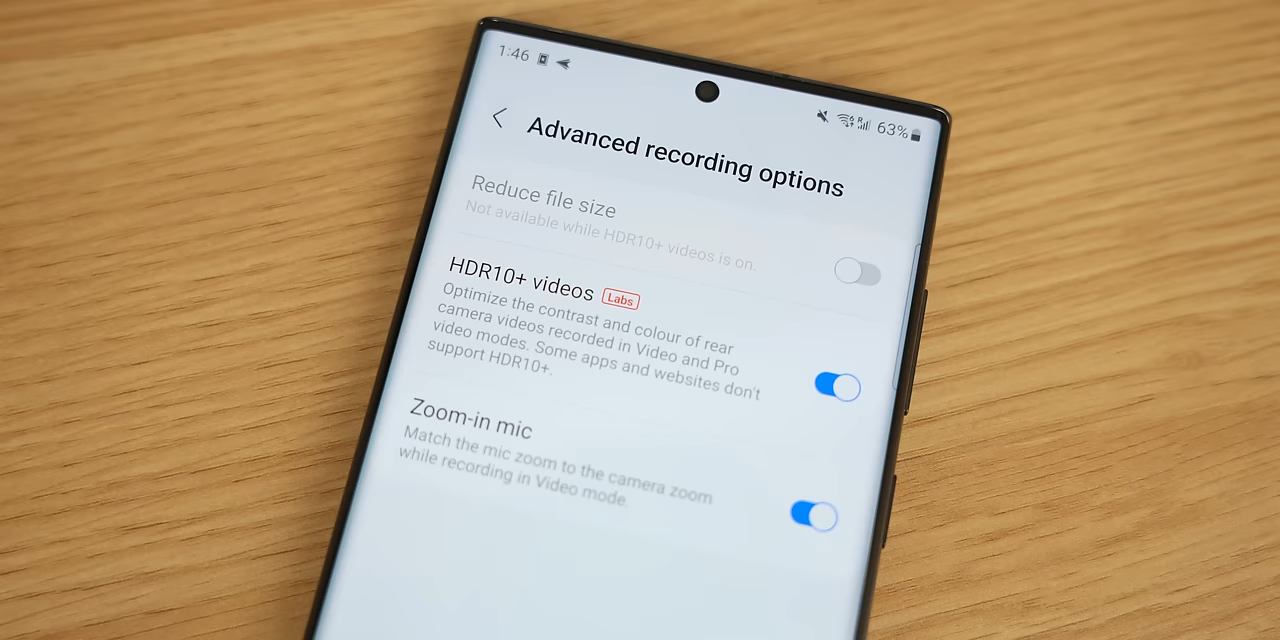 1:46
63%
Advanced recording options
Reduce file size
Not available while HDR10+ videos is on.
HDR10+ videos Labs
Optimize the contrast and colour of rear
camera videos recorded in Video and Pro
video modes. Some apps and websites don't
support HDR10+.
Zoom-in mic
Match the mic zoom to the camera zoom
while recording in Video mode.